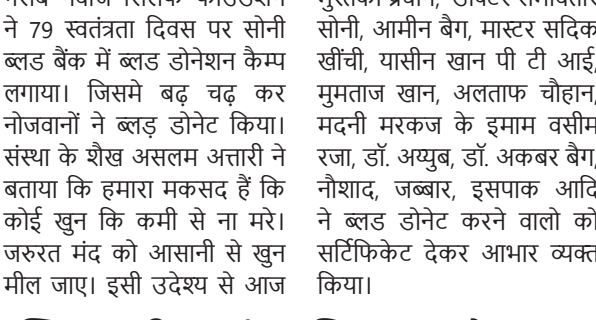 ने 79 स्वतंत्रता दिवस पर सोनी
ब्लड बैंक में ब्लड डोनेशन कैम्प
लगाया। जिसमे बढ़ चढ़ कर
नोजवानों ने ब्लड़ डोनेट किया।
संस्था के शैख असलम अत्तारी ने
बताया कि हमारा मकसद हैं कि
कोई खुन कि कमी से ना मरे।
जरुरत मंद को आसानी से खुन
मील जाए। इसी उदेश्य से आज
सोनी, आमीन बैग, मास्टर सदिक
खींची, यासीन खान पी टी आई,
मुमताज खान, अलताफ चौहान,
मदनी मरकज के इमाम वसीम
रजा, डॉ. अय्युब, डॉ. अकबर बैग,
नौशाद, जब्बार, इसपाक आदि
ने ब्लड डोनेट करने वालो को
सर्टिफिकेट देकर आभार व्यक्त
किया।